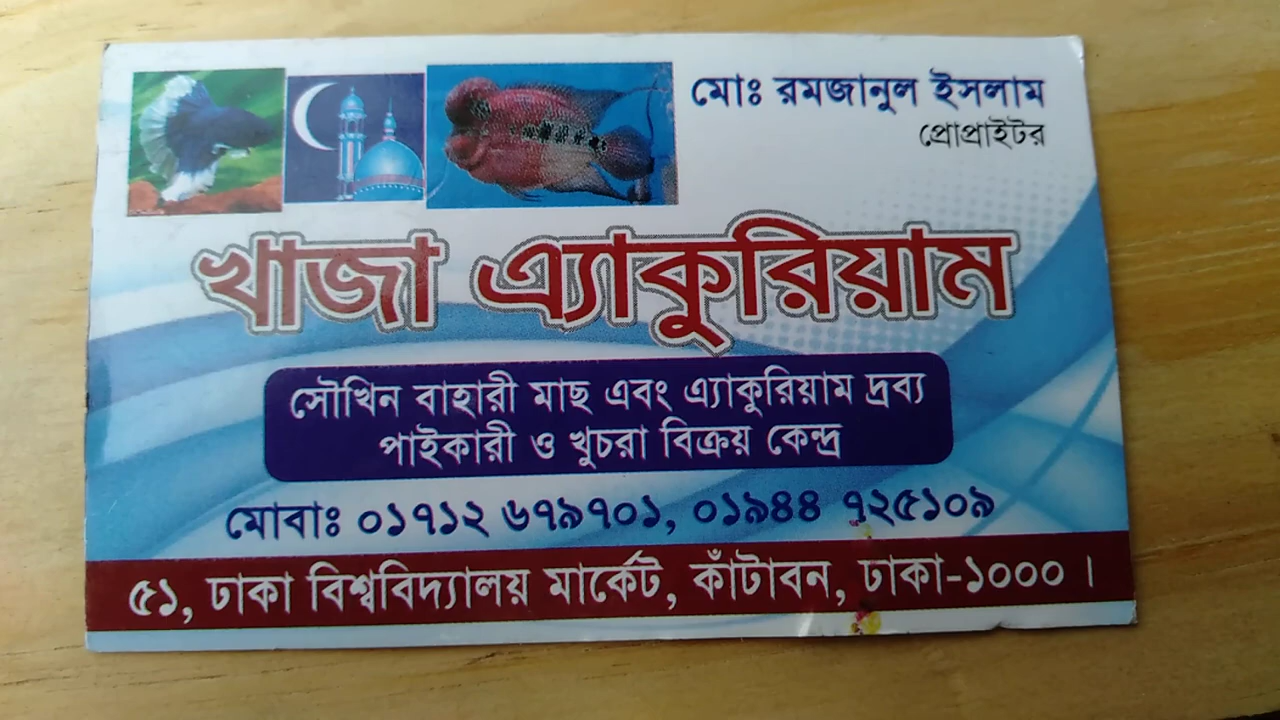 মোঃ রমজানুল ইসলাম
প্রোপ্রাইটর
খাজা এ্যাকুরিয়াম
সৌখিন বাহারী মাছ এবং এ্যাকুরিয়াম দ্রব্য
পাইকারী ও খুচরা বিক্রয় কেন্দ্র
মোবাঃ ০১৭১২ ৬৭৯৭০১, ০১৯৪৪ ৭২৫১০৯
৫১, ঢাকা বিশ্ববিদ্যালয় মার্কেট, কাঁটাবন, ঢাকা-১০০০ ।